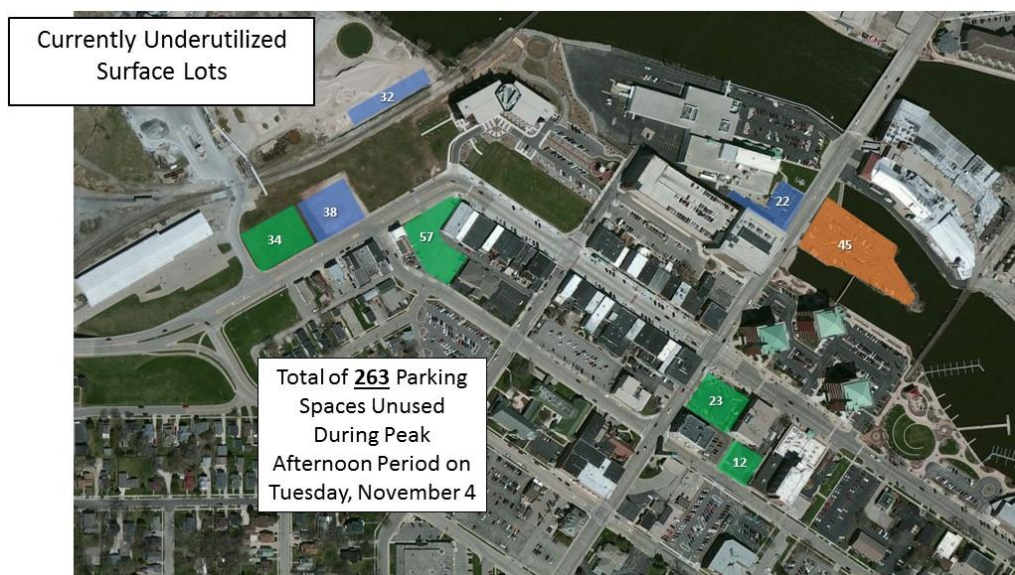 Currently Underutilized
Surface Lots
32
38
34
57
22
45
Total of 263 Parking
Spaces Unused
During Peak
Afternoon Period on
Tuesday, November 4
23
12